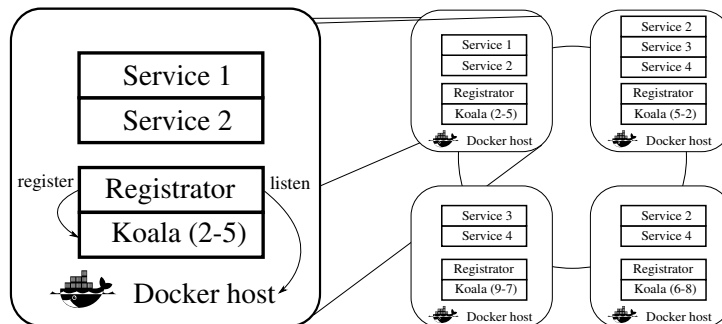 Service 1
Service 2
register
listen
Registrator
Koala (2-5)
Docker host
Service 1
Service 2
Registrator
Koala (2-5)
Docker host
Service 2
Service 3
Service 4
Registrator
Koala (5-2)
Docker host
Service 3
Service 4
Registrator
Koala (9-7)
Docker host
Service 2
Service 4
Registrator
Koala (6-8)
Docker host